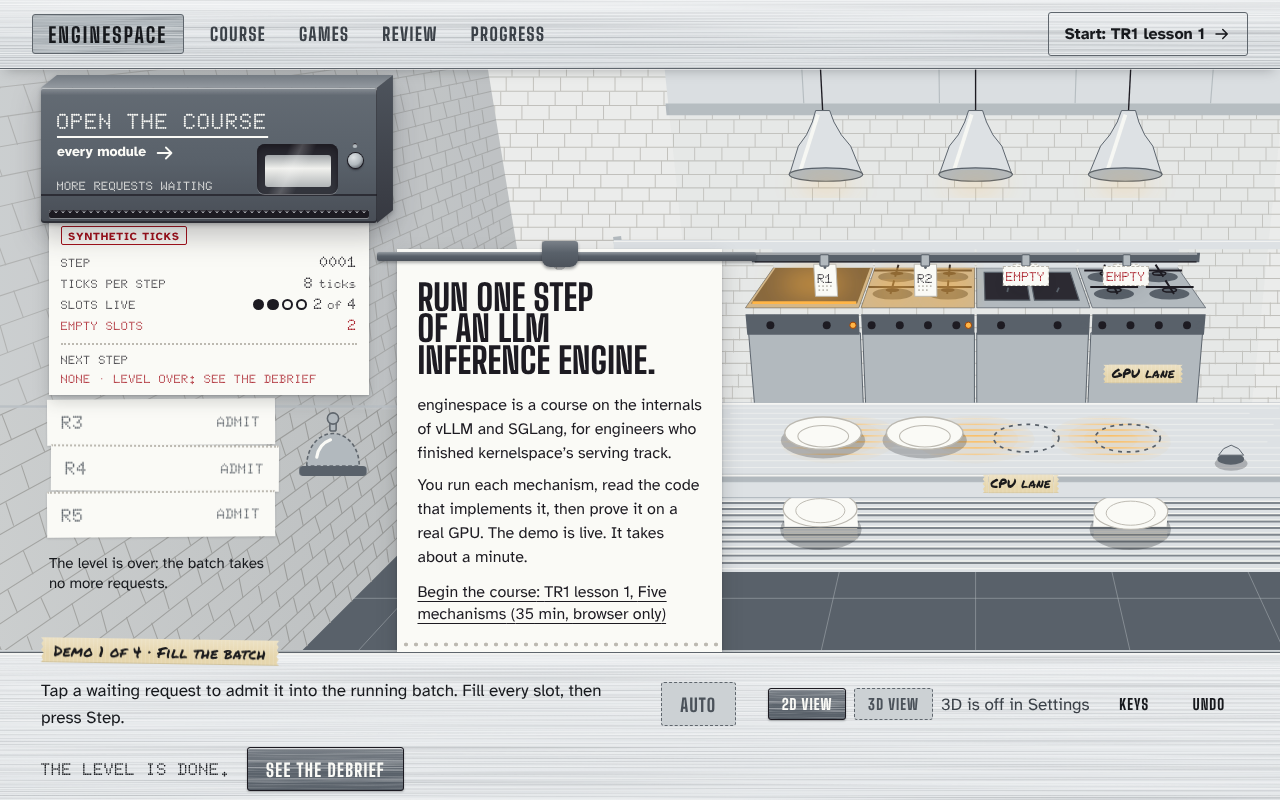 ENGINESPACE COURSE GAMES REVIEW PROGRESS Start: TR1 lesson 1 →
OPEN THE COURSE
every module →
MORE REQUESTS WAITING
SYNTHETIC TICKS
STEP 0001
TICKS PER STEP 8 ticks
SLOTS LIVE 2 of 4
EMPTY SLOTS 2
NEXT STEP
NONE · LEVEL OVER: SEE THE DEBRIEF
R3 ADMIT
R4 ADMIT
R5 ADMIT
The level is over; the batch takes
no more requests.
RUN ONE STEP
OF AN LLM
INFERENCE ENGINE.
enginespace is a course on the internals
of vLLM and SGLang, for engineers who
finished kernelspace's serving track.
You run each mechanism, read the code
that implements it, then prove it on a
real GPU. The demo is live. It takes
about a minute.
Begin the course: TR1 lesson 1, Five
mechanisms (35 min, browser only)
R1 R2 EMPTY EMPTY
GPU LANE
CPU LANE
DEMO 1 OF 4 · FILL THE BATCH
Tap a waiting request to admit it into the running batch. Fill every slot, then
press Step.
AUTO 2D VIEW 3D VIEW 3D is off in Settings KEYS UNDO
THE LEVEL IS DONE. SEE THE DEBRIEF